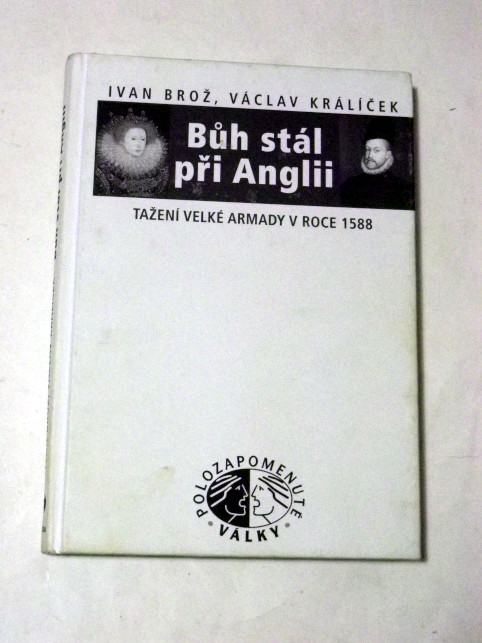 IVAN BROŽ, VÁCLAV KRÁLÍČEK
Bůh stál
při Anglii
TAŽENÍ VELKÉ ARMADY V ROCE 1588
POLOZAPOMENUTÉ
• VÁLKY •